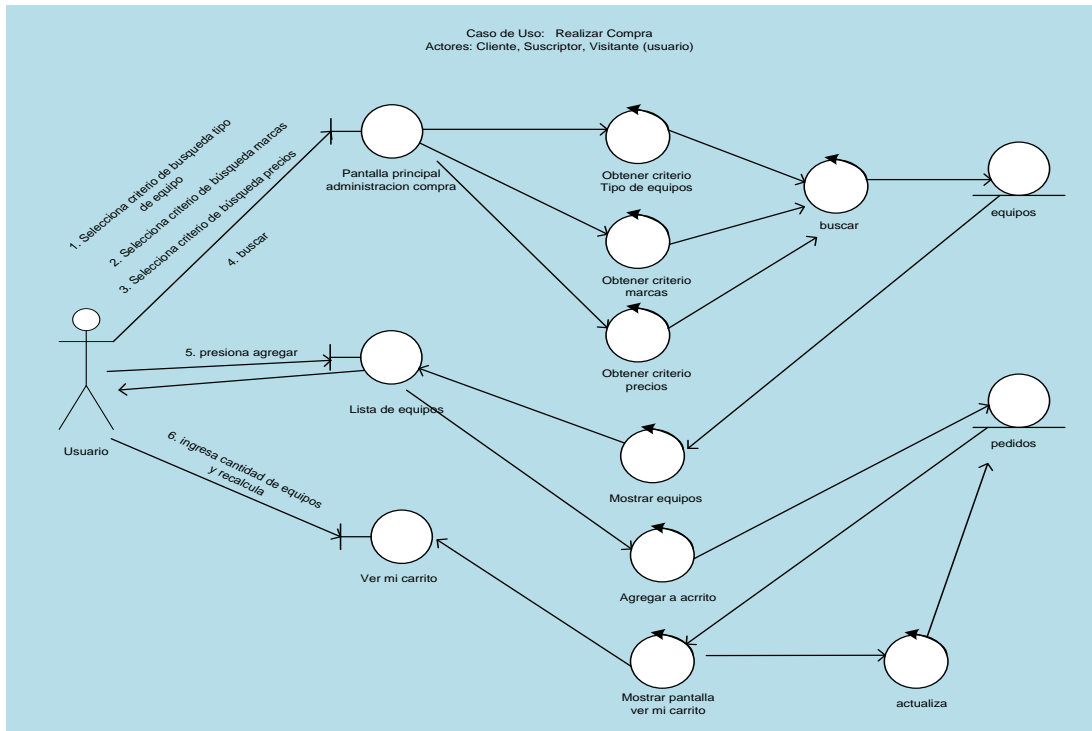 Caso de Uso:   Realizar Compra
Actores: Cliente, Suscriptor, Visitante (usuario)
1. Selecciona criterio de busqueda tipo
de equipo
2. Selecciona criterio de búsqueda marcas
3. Selecciona criterio de búsqueda precios
4. buscar
Pantalla principal
administracion compra
Obtener criterio
Tipo de equipos
buscar
equipos
Obtener criterio
marcas
Obtener criterio
precios
5. presiona agregar
Lista de equipos
Usuario
6. ingresa cantidad de equipos
y recalcula
Mostrar equipos
pedidos
Ver mi carrito
Agregar a acrrito
Mostrar pantalla
ver mi carrito
actualiza